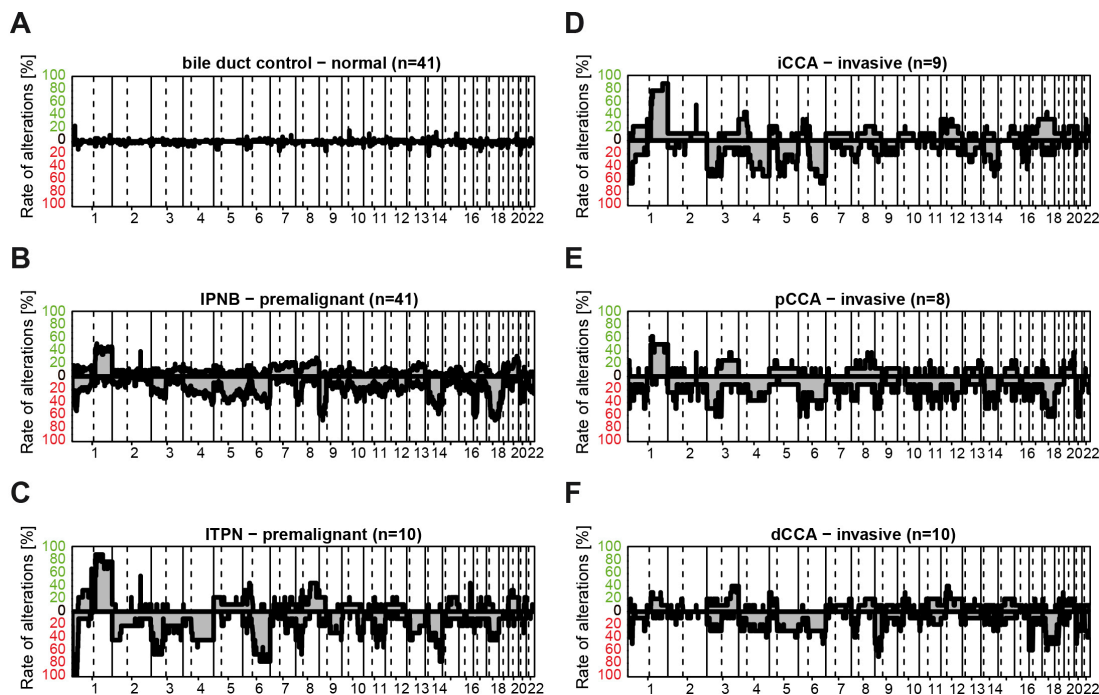 A
bile duct control − normal (n=41)
Rate of alterations [%]
100
80
60
40
20
0
20
40
60
80
100
1 2 3 4 5 6 7 8 9 10 11 12 13 14 16 18 20 22
B
IPNB − premalignant (n=41)
Rate of alterations [%]
100
80
60
40
20
0
20
40
60
80
100
1 2 3 4 5 6 7 8 9 10 11 12 13 14 16 18 20 22
C
ITPN − premalignant (n=10)
Rate of alterations [%]
100
80
60
40
20
0
20
40
60
80
100
1 2 3 4 5 6 7 8 9 10 11 12 13 14 16 18 20 22
D
iCCA − invasive (n=9)
Rate of alterations [%]
100
80
60
40
20
0
20
40
60
80
100
1 2 3 4 5 6 7 8 9 10 11 12 13 14 16 18 20 22
E
pCCA − invasive (n=8)
Rate of alterations [%]
100
80
60
40
20
0
20
40
60
80
100
1 2 3 4 5 6 7 8 9 10 11 12 13 14 16 18 20 22
F
dCCA − invasive (n=10)
Rate of alterations [%]
100
80
60
40
20
0
20
40
60
80
100
1 2 3 4 5 6 7 8 9 10 11 12 13 14 16 18 20 22